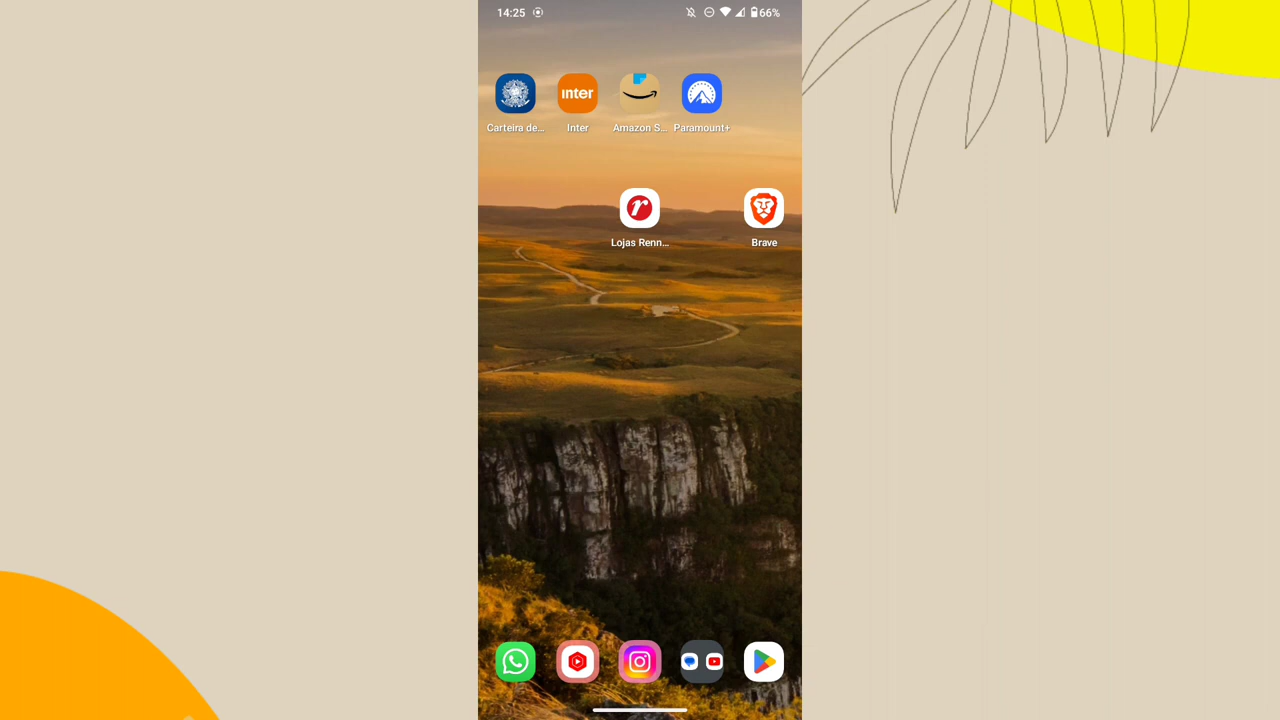 14:25
66%
inter
Carteira de...
Inter
Amazon S...
Paramount+
r
Lojas Renn...
Brave